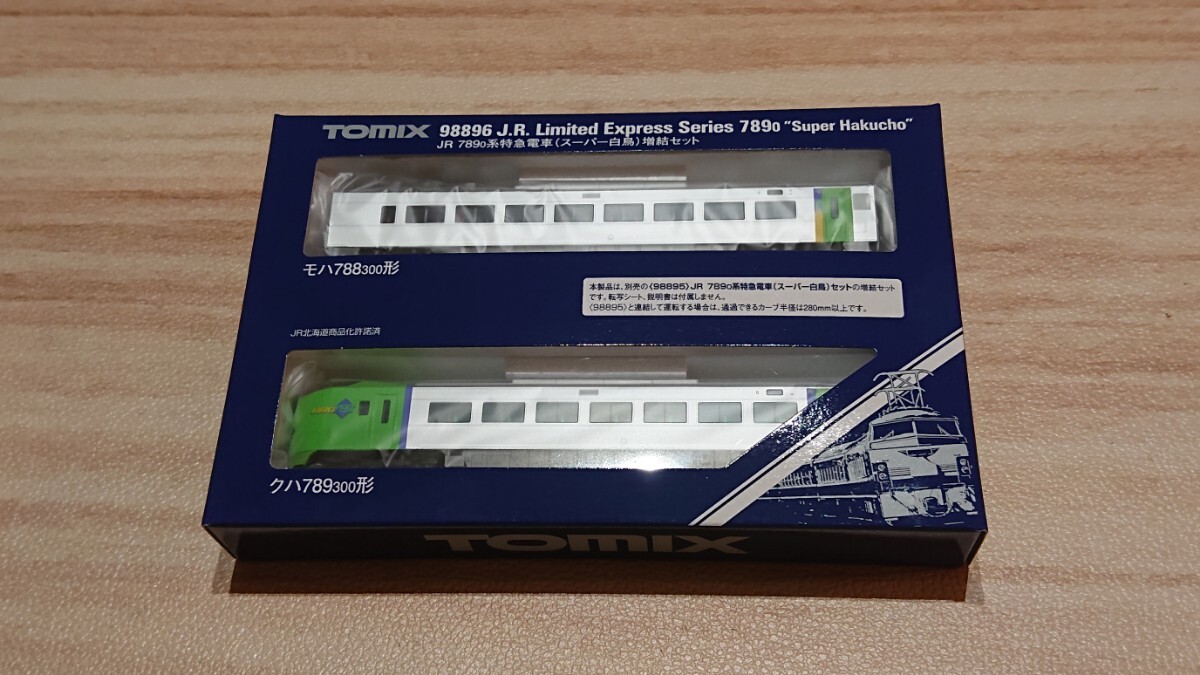 TOMIX 98896 J.R. Limited Express Series 7890 "Super Hakucho"
JR 7890系特急電車(スーパー白鳥)増結セット
モハ788300形
本製品は、別売の〈98895〉JR 7890系特急電車(スーパー白鳥)セットの増結セット
です。転写シート、説明書は付属しません。
〈98895〉と連結して運転する場合は、通過できるカーブ半径は280mm以上です。
JR北海道商品化許諾済
クハ789300形
TOMIX